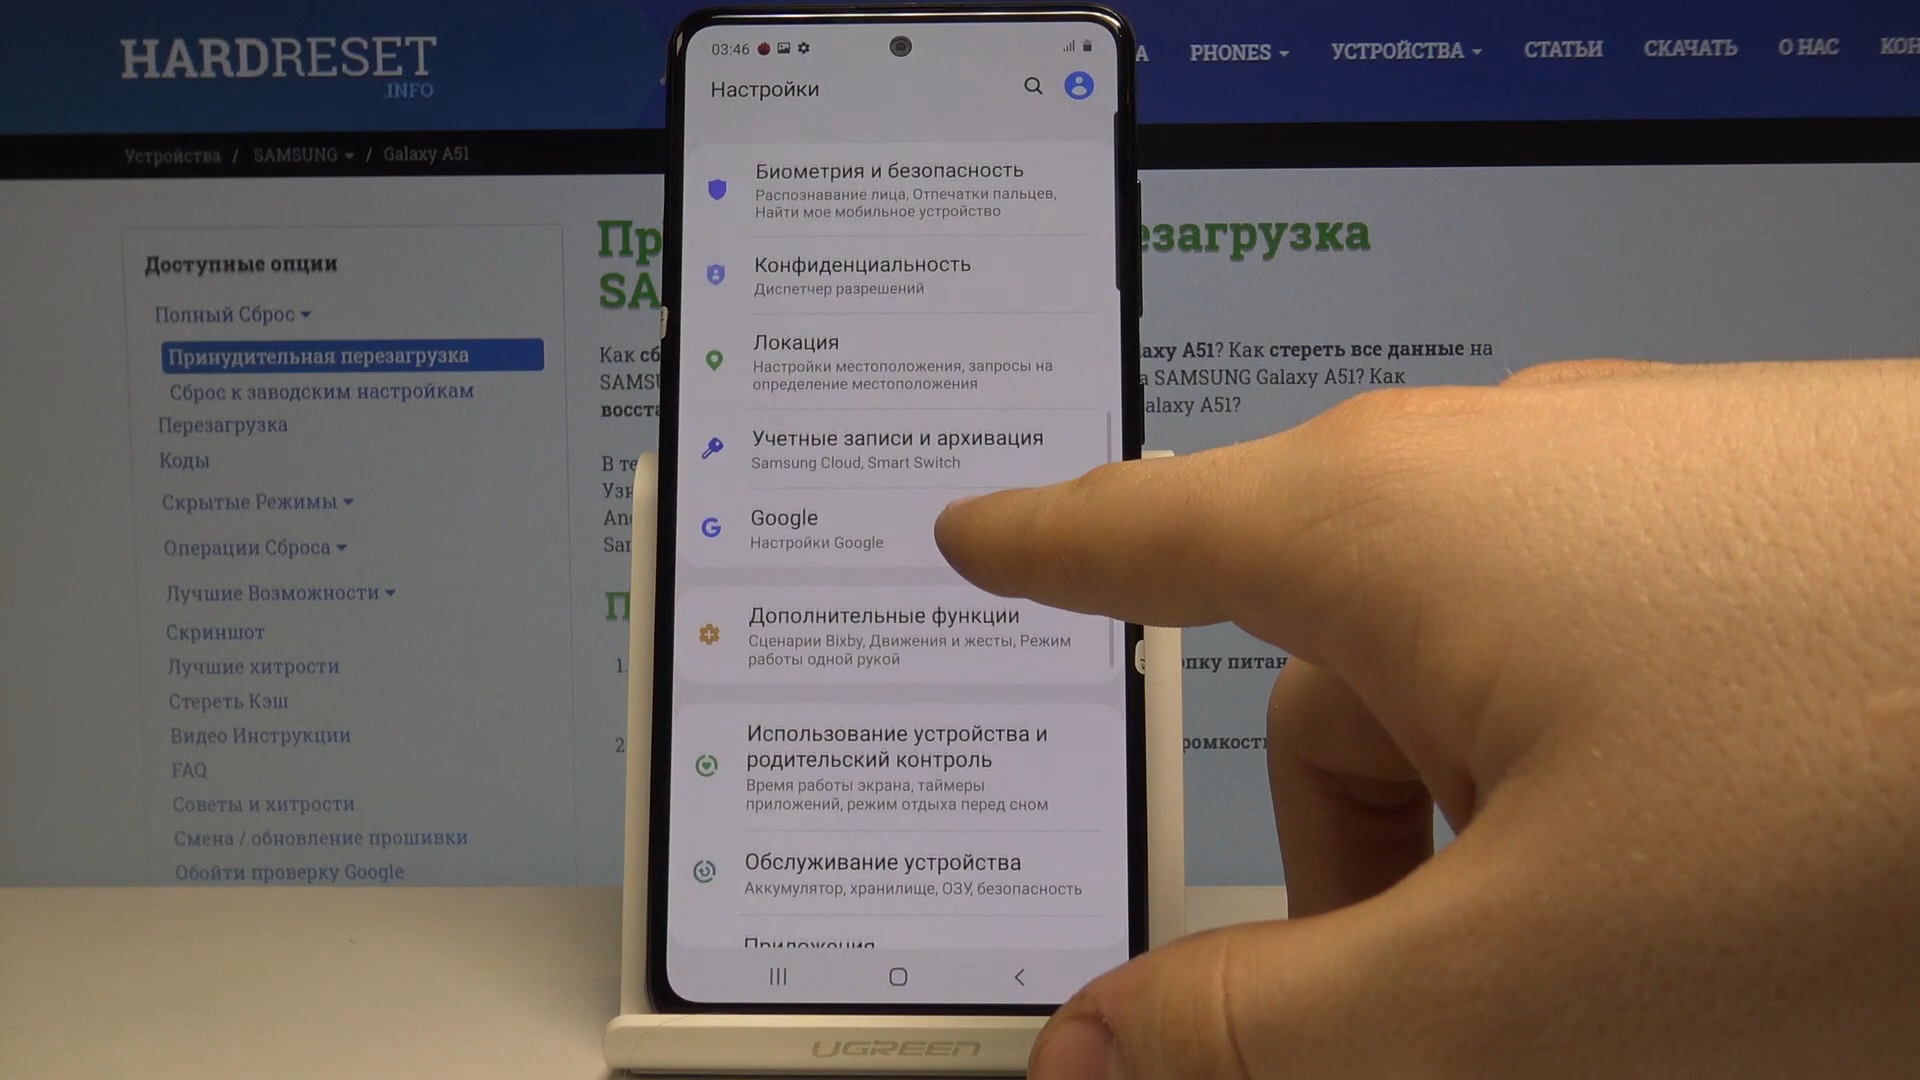 HARDRESET
.INFO
PHONES
УСТРОЙСТВА
СТАТЬИ
СКАЧАТЬ
О НАС
Устройства / SAMSUNG / Galaxy A51
Доступные опции
Полный Сброс
Принудительная перезагрузка
Сброс к заводским настройкам
Перезагрузка
Коды
Скрытые Режимы
Операции Сброса
Лучшие Возможности
Скриншот
Лучшие хитрости
Стереть Кэш
Видео Инструкции
FAQ
Советы и хитрости
Смена / обновление прошивки
Обойти проверку Google
03:46
Настройки
Биометрия и безопасность
Распознавание лица, Отпечатки пальцев,
Найти мое мобильное устройство
Конфиденциальность
Диспетчер разрешений
Локация
Настройки местоположения, запросы на
определение местоположения
Учетные записи и архивация
Samsung Cloud, Smart Switch
Google
Настройки Google
Дополнительные функции
Сценарии Bixby, Движения и жесты, Режим
работы одной рукой
Использование устройства и
родительский контроль
Время работы экрана, таймеры
приложений, режим отдыха перед сном
Обслуживание устройства
Аккумулятор, хранилище, ОЗУ, безопасность
Приложения
A51? Как стереть все данные на
SAMSUNG Galaxy A51? Как
A51?
Как
1.
2
UGREEN